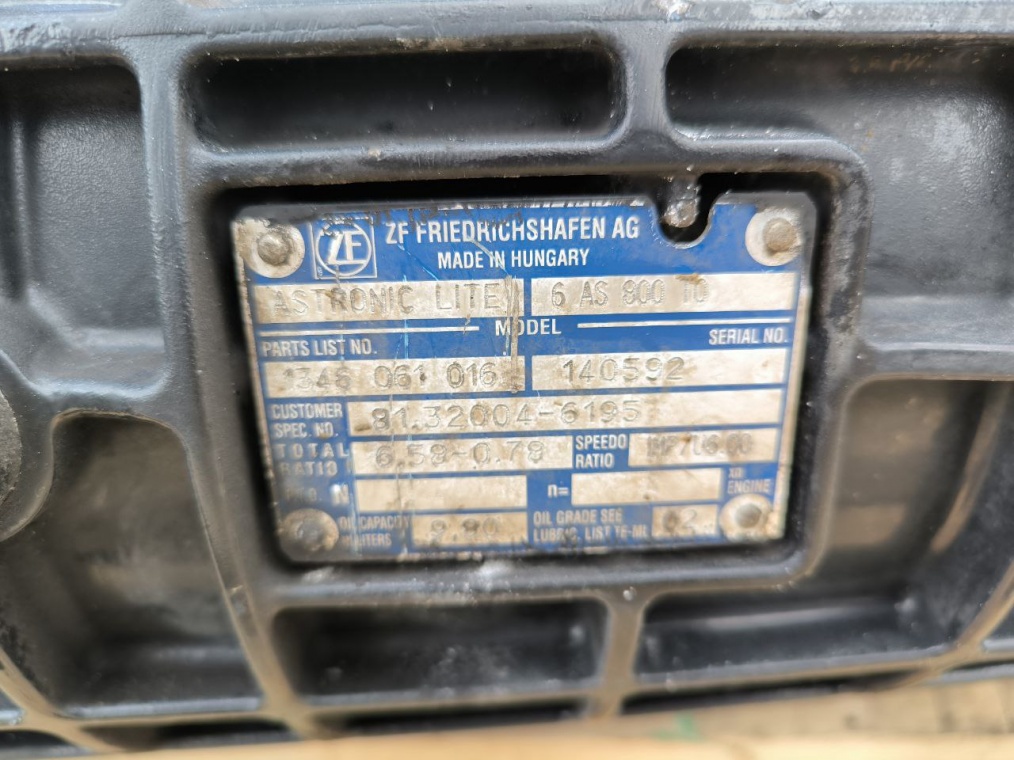 ZF
ZF FRIEDRICHSHAFEN AG
MADE IN HUNGARY
ASTRONIC LITE 6 AS 800 TO
MODEL
PARTS LIST NO. SERIAL NO.
1346 061 016 140592
CUSTOMER SPEC. NO. 81.32004-6195
TOTAL RATIO 6.58-0.78 SPEEDO RATIO
N n= ENGINE
OIL CAPACITY OIL GRADE SEE
LITERS LUBRIC. LIST TE-ML 02